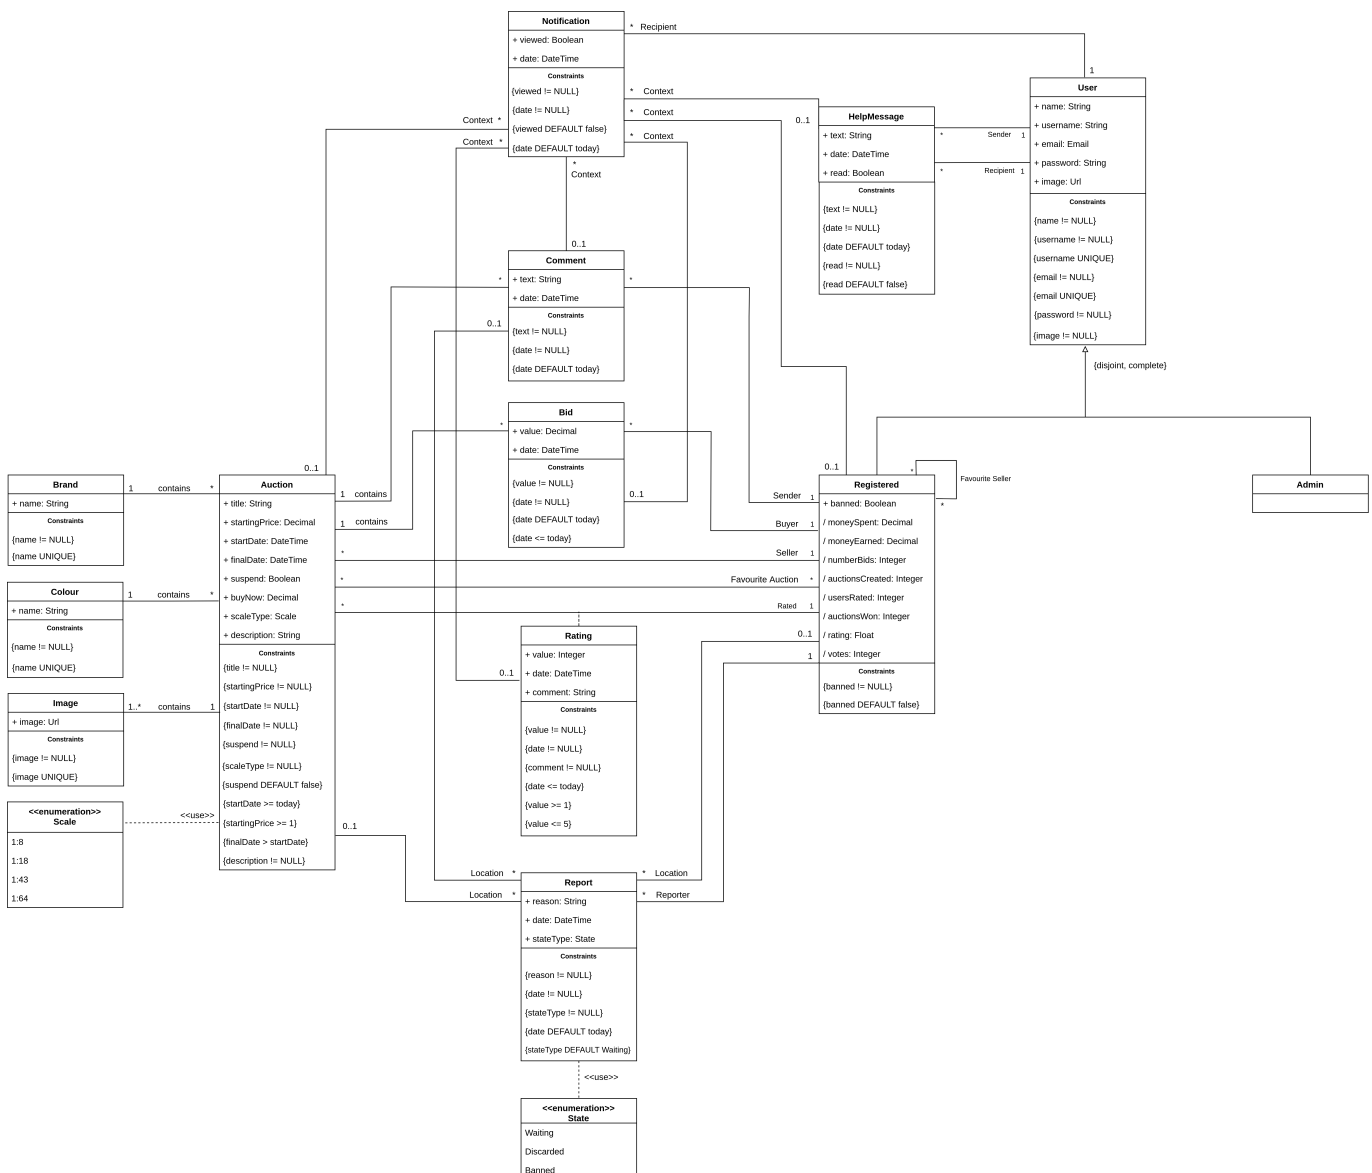 Notification
+ viewed: Boolean
+ date: DateTime
Constraints
{viewed != NULL}
{date != NULL}
{viewed DEFAULT false}
{date DEFAULT today}
* Recipient
1
* Context
0..1
* Context
* Context
Context *
Context *
*
Context
0..1
User
+ name: String
+ username: String
+ email: Email
+ password: String
+ image: Url
Constraints
{name != NULL}
{username != NULL}
{username UNIQUE}
{email != NULL}
{email UNIQUE}
{password != NULL}
{image != NULL}
{disjoint, complete}
HelpMessage
+ text: String
+ date: DateTime
+ read: Boolean
Constraints
{text != NULL}
{date != NULL}
{date DEFAULT today}
{read != NULL}
{read DEFAULT false}
* Sender 1
* Recipient 1
Comment
+ text: String
+ date: DateTime
Constraints
{text != NULL}
{date != NULL}
{date DEFAULT today}
*
*
0..1
Bid
+ value: Decimal
+ date: DateTime
Constraints
{value != NULL}
{date != NULL}
{date DEFAULT today}
{date <= today}
*
*
0..1
Brand
+ name: String
Constraints
{name != NULL}
{name UNIQUE}
1 contains *
Colour
+ name: String
Constraints
{name != NULL}
{name UNIQUE}
1 contains *
Image
+ image: Url
Constraints
{image != NULL}
{image UNIQUE}
1..* contains 1
<<enumeration>>
Scale
1:8
1:18
1:43
1:64
<<use>>
0..1
Auction
+ title: String
+ startingPrice: Decimal
+ startDate: DateTime
+ finalDate: DateTime
+ suspend: Boolean
+ buyNow: Decimal
+ scaleType: Scale
+ description: String
Constraints
{title != NULL}
{startingPrice != NULL}
{startDate != NULL}
{finalDate != NULL}
{suspend != NULL}
{scaleType != NULL}
{suspend DEFAULT false}
{startDate >= today}
{startingPrice >= 1}
{finalDate > startDate}
{description != NULL}
1 contains
1 contains
Sender 1
Buyer 1
* Seller 1
* Favourite Auction *
* Rated 1
0..1
0..1
1
0..1
Registered
+ banned: Boolean
/ moneySpent: Decimal
/ moneyEarned: Decimal
/ numberBids: Integer
/ auctionsCreated: Integer
/ usersRated: Integer
/ auctionsWon: Integer
/ rating: Float
/ votes: Integer
Constraints
{banned != NULL}
{banned DEFAULT false}
*
Favourite Seller
*
Admin
Rating
+ value: Integer
+ date: DateTime
+ comment: String
Constraints
{value != NULL}
{date != NULL}
{comment != NULL}
{date <= today}
{value >= 1}
{value <= 5}
0..1
Location *
Location *
* Location
* Reporter
Report
+ reason: String
+ date: DateTime
+ stateType: State
Constraints
{reason != NULL}
{date != NULL}
{stateType != NULL}
{date DEFAULT today}
{stateType DEFAULT Waiting}
<<use>>
<<enumeration>>
State
Waiting
Discarded
Banned